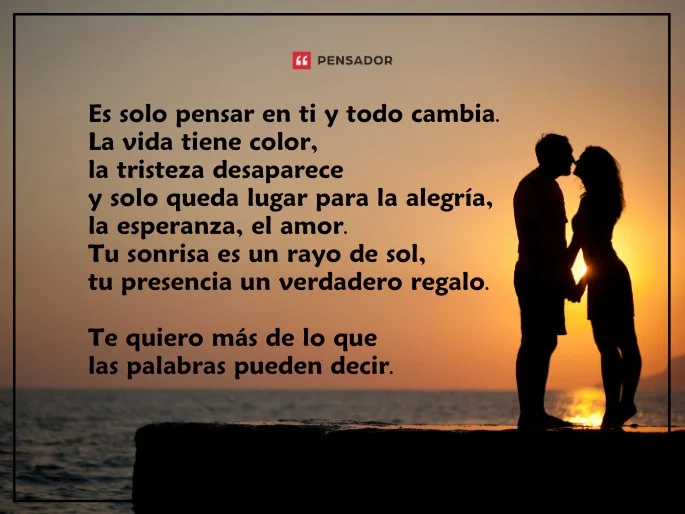 PENSADOR
Es solo pensar en ti y todo cambia.
La vida tiene color,
la tristeza desaparece
y solo queda lugar para la alegría,
la esperanza, el amor.
Tu sonrisa es un rayo de sol,
tu presencia un verdadero regalo.
Te quiero más de lo que
las palabras pueden decir.